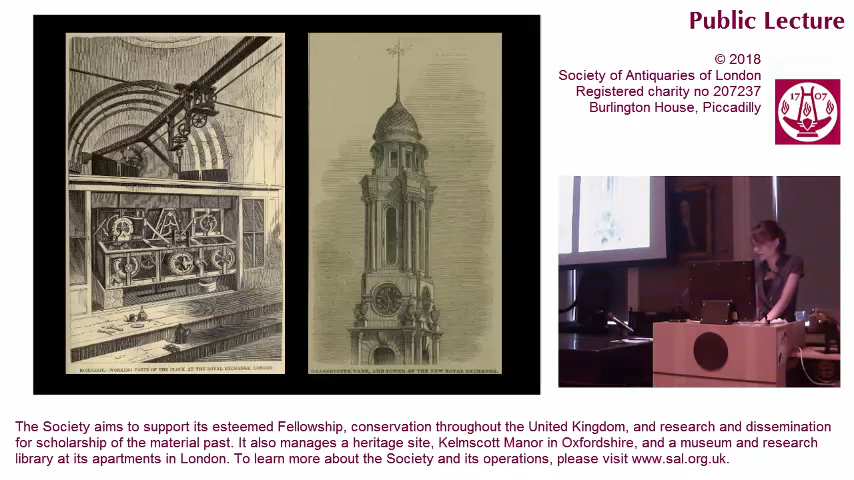 Public Lecture
© 2018
Society of Antiquaries of London
Registered charity no 207237
Burlington House, Piccadilly
17 07
HOROLOGY.—WORKING PARTS OF THE CLOCK AT THE ROYAL EXCHANGE, LONDON
GRASSHOPPER VANE, AND TOWER OF THE NEW ROYAL EXCHANGE.
The Society aims to support its esteemed Fellowship, conservation throughout the United Kingdom, and research and dissemination
for scholarship of the material past. It also manages a heritage site, Kelmscott Manor in Oxfordshire, and a museum and research
library at its apartments in London. To learn more about the Society and its operations, please visit www.sal.org.uk.